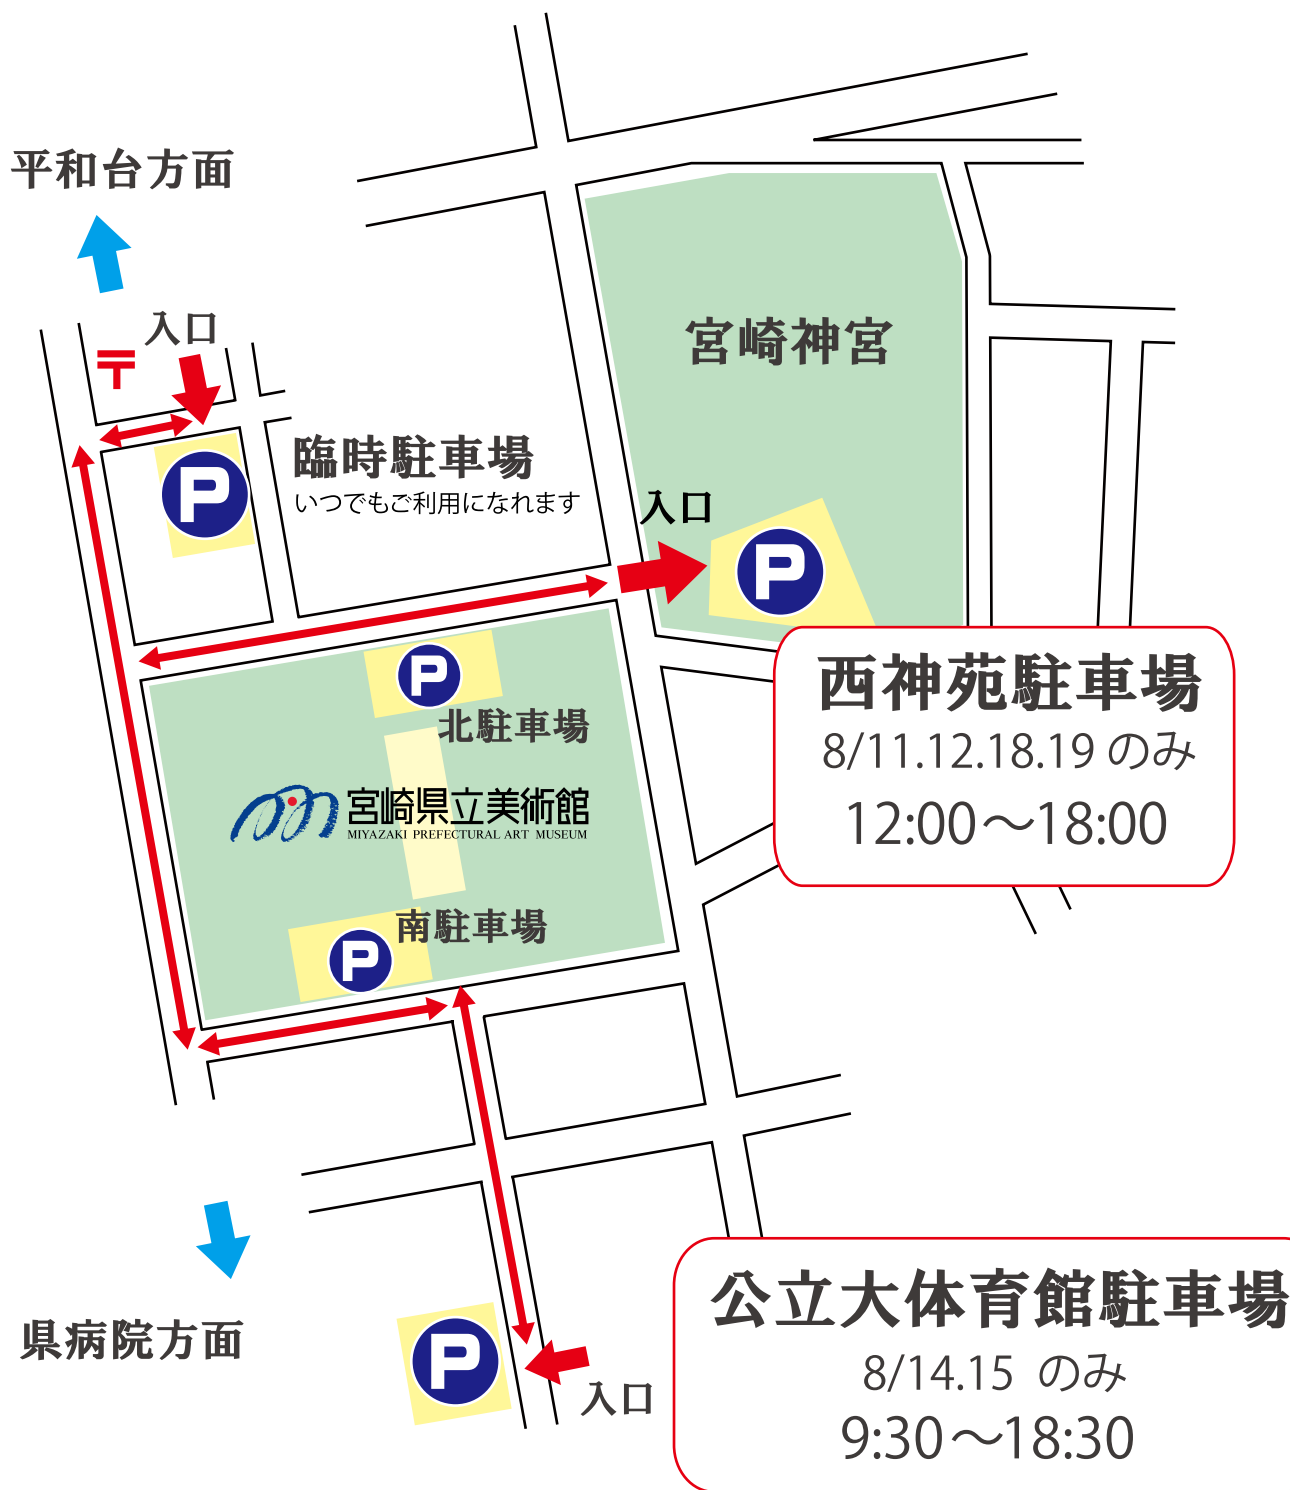 平和台方面
入口
〒
宮崎神宮
臨時駐車場
いつでもご利用になれます
P
入口
P
P
北駐車場
西神苑駐車場
8/11.12.18.19 のみ
12:00～18:00
宮崎県立美術館
MIYAZAKI PREFECTURAL ART MUSEUM
南駐車場
P
県病院方面
P
入口
公立大体育館駐車場
8/14.15 のみ
9:30～18:30